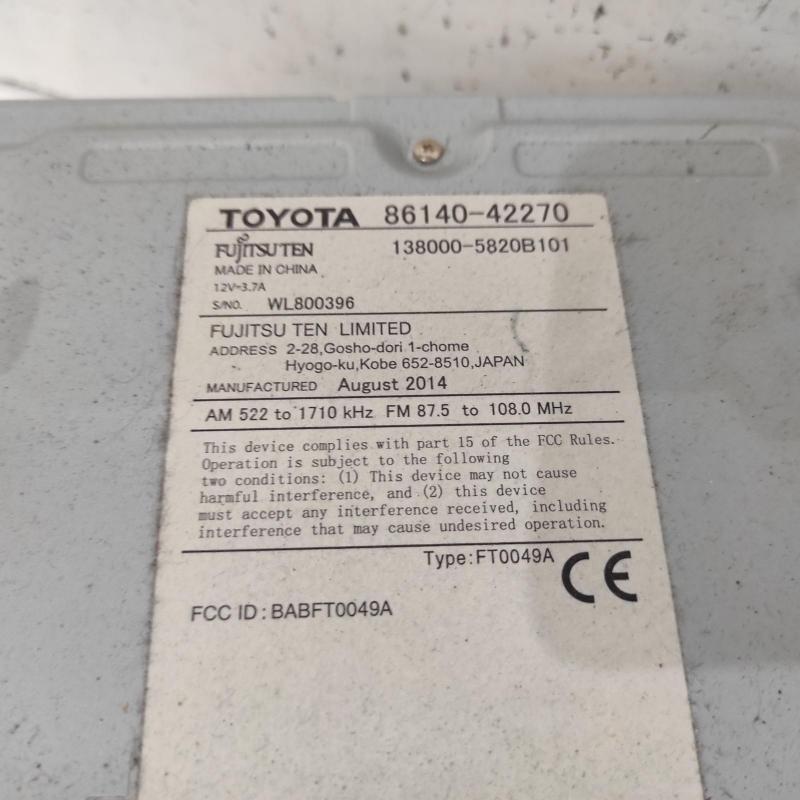 TOYOTA 86140-42270
FUJITSU TEN 138000-5820B101
MADE IN CHINA
12V⎓3.7A
S/NO. WL800396
FUJITSU TEN LIMITED
ADDRESS 2-28,Gosho-dori 1-chome
Hyogo-ku,Kobe 652-8510,JAPAN
MANUFACTURED August 2014
AM 522 to 1710 kHz FM 87.5 to 108.0 MHz
This device complies with part 15 of the FCC Rules.
Operation is subject to the following
two conditions: (1) This device may not cause
harmful interference, and (2) this device
must accept any interference received, including
interference that may cause undesired operation.
Type:FT0049A CE
FCC ID : BABFT0049A